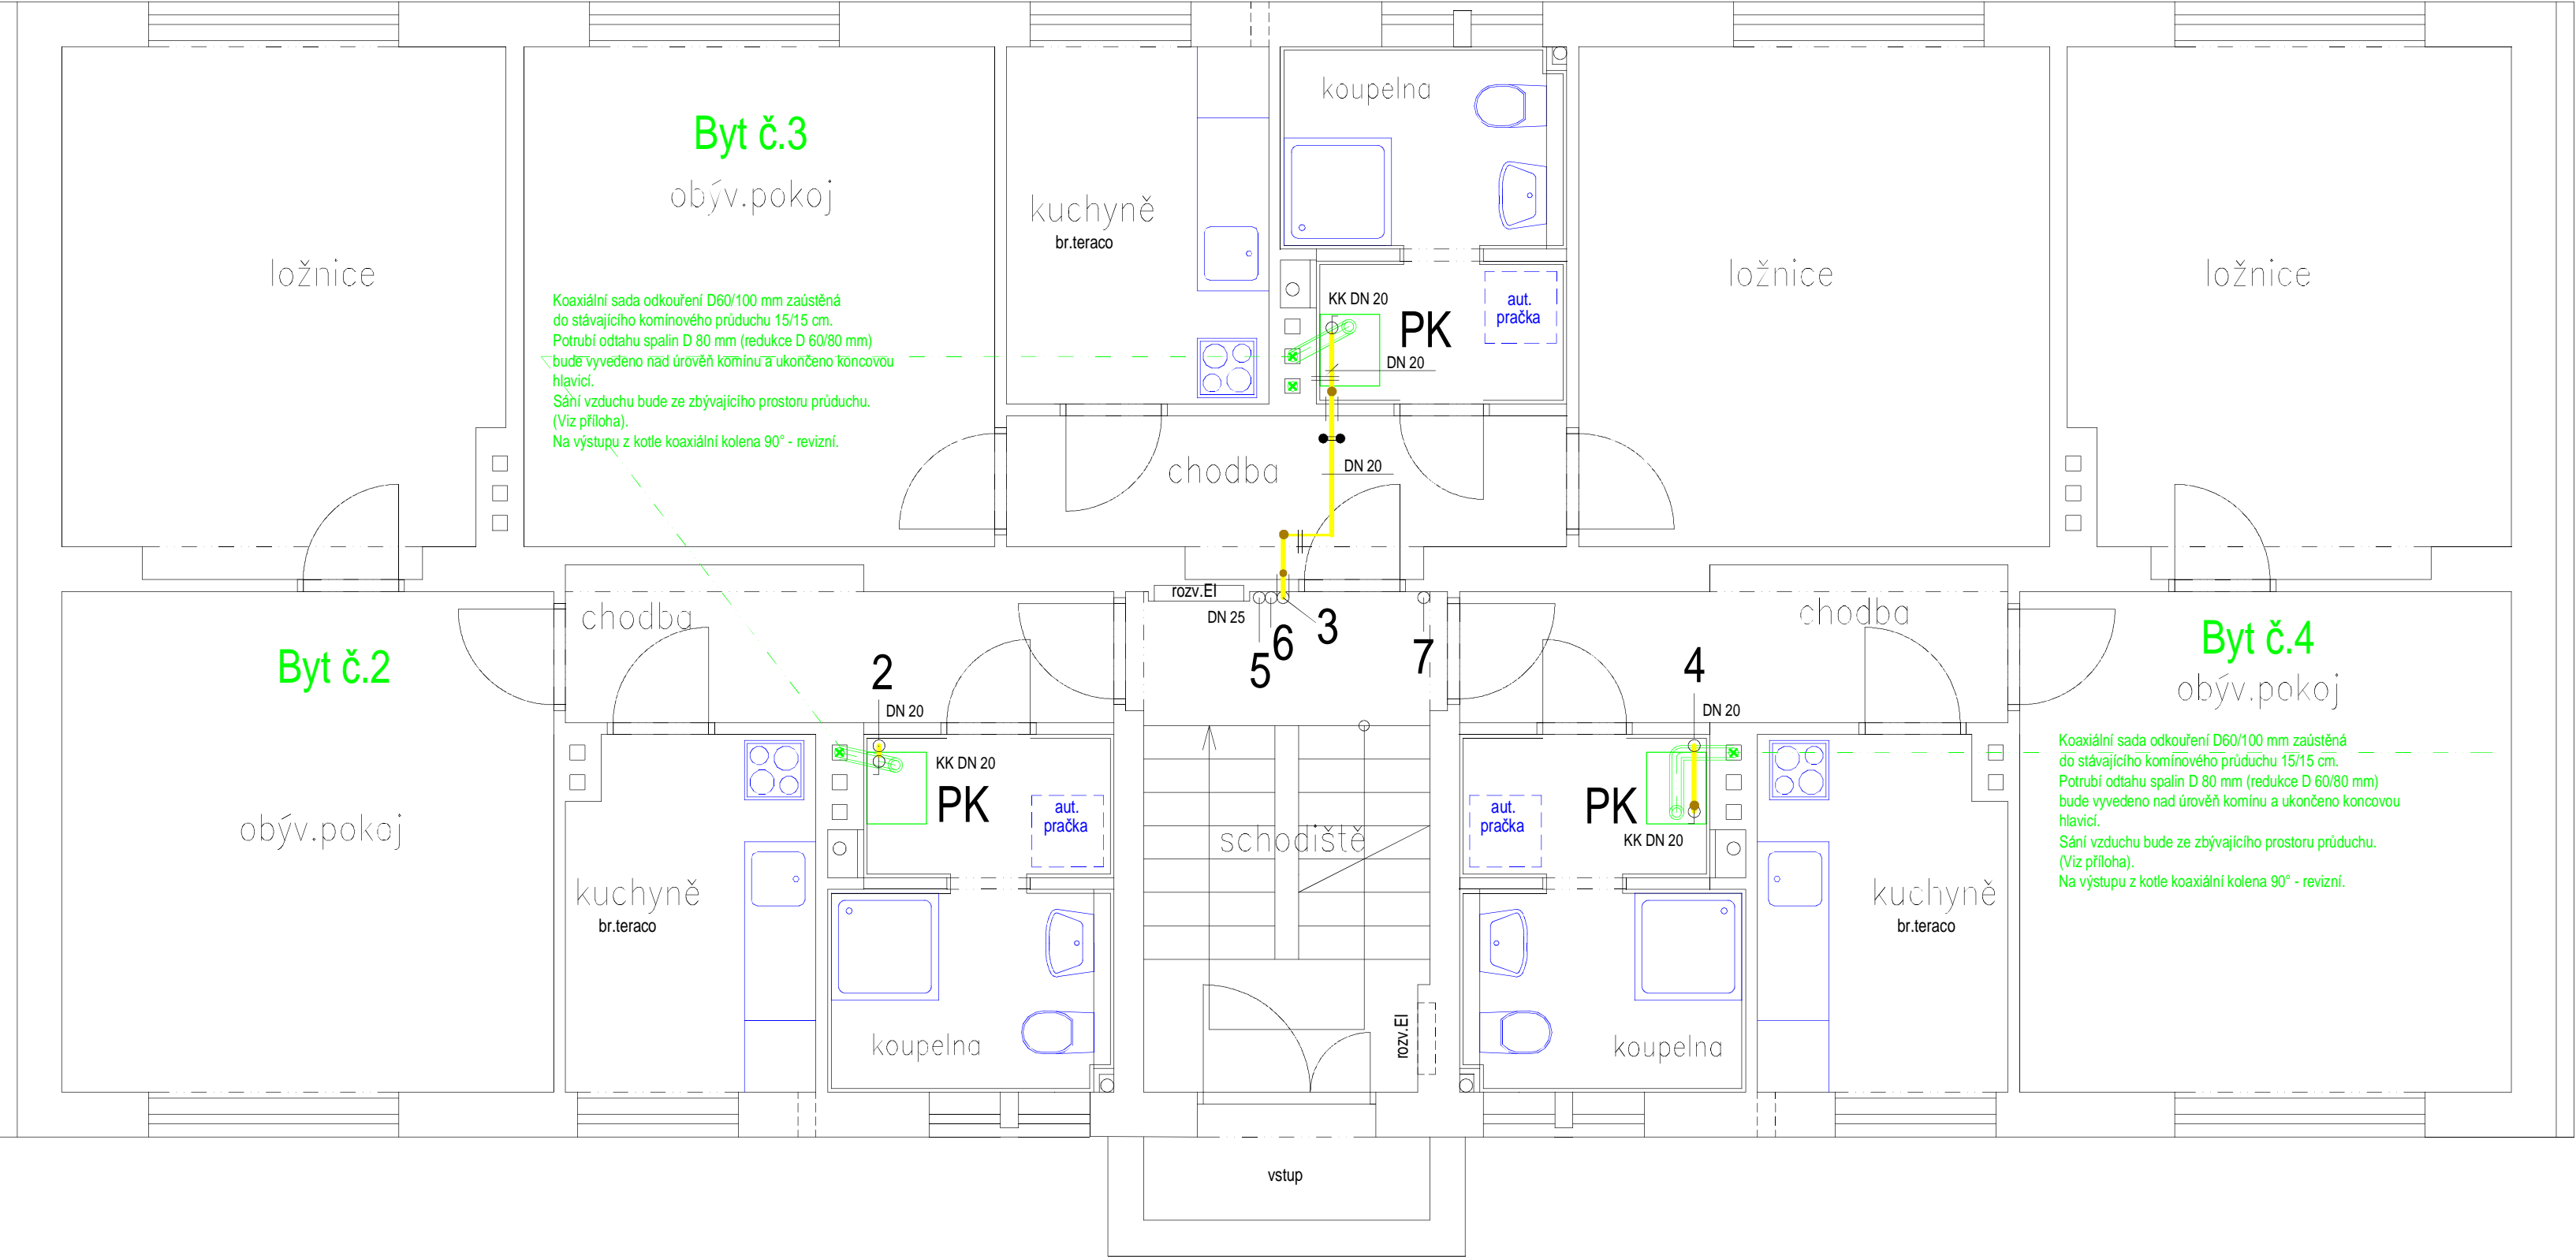 koupelna
Byt č.3
obýv.pokoj
kuchyně
br.teraco
ložnice
ložnice
ložnice
Koaxiální sada odkouření D60/100 mm zaústěná
do stávajícího komínového průduchu 15/15 cm.
Potrubí odtahu spalin D 80 mm (redukce D 60/80 mm)
bude vyvedeno nad úrověň komínu a ukončeno koncovou
hlavicí.
Sání vzduchu bude ze zbývajícího prostoru průduchu.
(Viz příloha).
Na výstupu z kotle koaxiální kolena 90° - revizní.
KK DN 20
PK
aut.
pračka
DN 20
chodba
DN 20
rozv.El
DN 25
5
6
3
7
chodba
chodba
Byt č.2
2
DN 20
4
DN 20
Byt č.4
obýv.pokoj
KK DN 20
PK
aut.
pračka
aut.
pračka
PK
KK DN 20
Koaxiální sada odkouření D60/100 mm zaústěná
do stávajícího komínového průduchu 15/15 cm.
Potrubí odtahu spalin D 80 mm (redukce D 60/80 mm)
bude vyvedeno nad úrověň komínu a ukončeno koncovou
hlavicí.
Sání vzduchu bude ze zbývajícího prostoru průduchu.
(Viz příloha).
Na výstupu z kotle koaxiální kolena 90° - revizní.
obýv.pokoj
schodiště
kuchyně
br.teraco
kuchyně
br.teraco
koupelna
rozv.El
koupelna
vstup